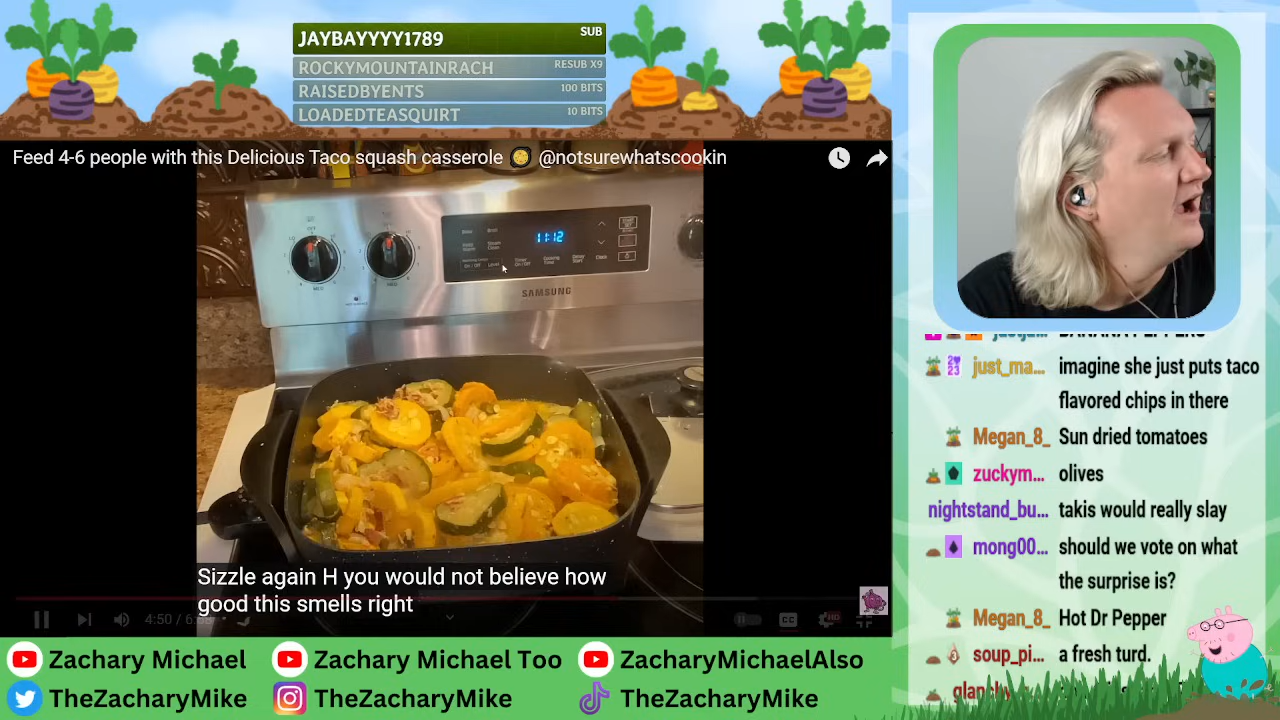 JAYBAYYYY1789 SUB
ROCKYMOUNTAINRACH RESUB X9
RAISEDBYENTS 100 BITS
LOADEDTEASQUIRT 10 BITS
Feed 4-6 people with this Delicious Taco squash casserole 🥘 @notsurewhatscookin
11:12
SAMSUNG
Sizzle again H you would not believe how
good this smells right
4:50
CC
HD
just_ma... imagine she just puts taco
flavored chips in there
Megan_8_ Sun dried tomatoes
zuckym... olives
nightstand_bu... takis would really slay
mong00... should we vote on what
the surprise is?
Megan_8_ Hot Dr Pepper
soup_pi... a fresh turd.
Zachary Michael
Zachary Michael Too
ZacharyMichaelAlso
TheZacharyMike
TheZacharyMike
TheZacharyMike